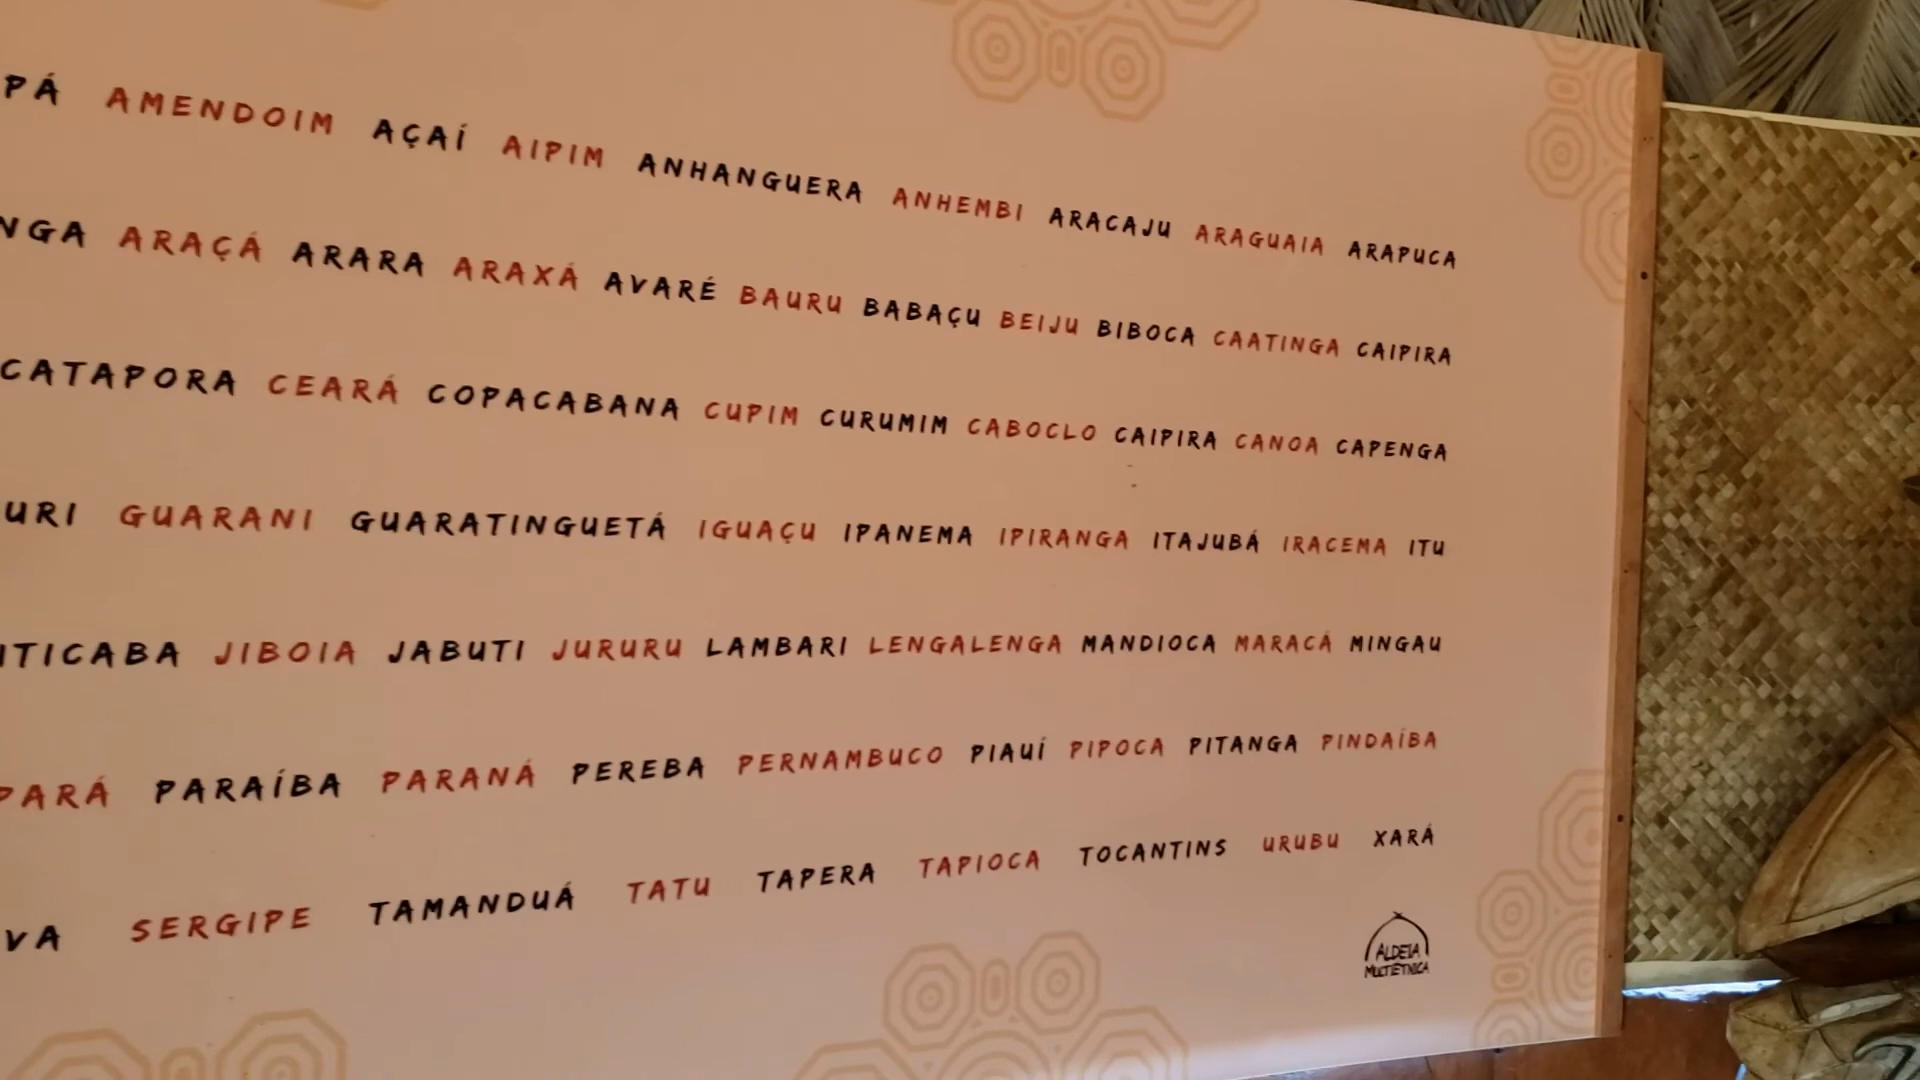 PÁ AMENDOIM AÇAÍ AIPIM ANHANGUERA ANHEMBI ARACAJU ARAGUAIA ARAPUCA
NGA ARAÇÁ ARARA ARAXÁ AVARÉ BAURU BABAÇU BEIJU BIBOCA CAATINGA CAIPIRA
CATAPORA CEARÁ COPACABANA CUPIM CURUMIM CABOCLO CAIPIRA CANOA CAPENGA
URI GUARANI GUARATINGUETÁ IGUAÇU IPANEMA IPIRANGA ITAJUBÁ IRACEMA ITU
ITICABA JIBOIA JABUTI JURURU LAMBARI LENGALENGA MANDIOCA MARACÁ MINGAU
PARÁ PARAÍBA PARANÁ PEREBA PERNAMBUCO PIAUÍ PIPOCA PITANGA PINDAÍBA
VA SERGIPE TAMANDUÁ TATU TAPERA TAPIOCA TOCANTINS URUBU XARÁ
ALDEIA
MULTIÉTNICA